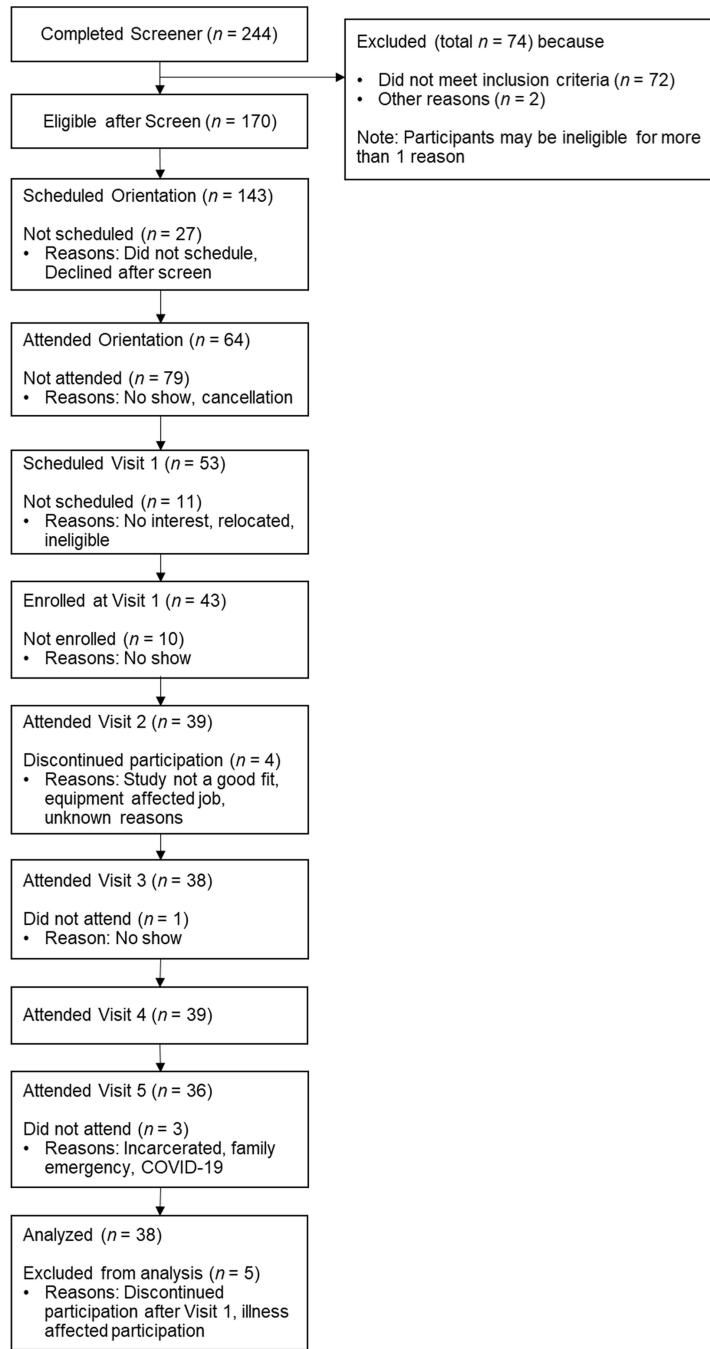 Completed Screener (n = 244)
Excluded (total n = 74) because
• Did not meet inclusion criteria (n = 72)
• Other reasons (n = 2)
Note: Participants may be ineligible for more
than 1 reason
Eligible after Screen (n = 170)
Scheduled Orientation (n = 143)
Not scheduled (n = 27)
• Reasons: Did not schedule,
Declined after screen
Attended Orientation (n = 64)
Not attended (n = 79)
• Reasons: No show, cancellation
Scheduled Visit 1 (n = 53)
Not scheduled (n = 11)
• Reasons: No interest, relocated,
ineligible
Enrolled at Visit 1 (n = 43)
Not enrolled (n = 10)
• Reasons: No show
Attended Visit 2 (n = 39)
Discontinued participation (n = 4)
• Reasons: Study not a good fit,
equipment affected job,
unknown reasons
Attended Visit 3 (n = 38)
Did not attend (n = 1)
• Reason: No show
Attended Visit 4 (n = 39)
Attended Visit 5 (n = 36)
Did not attend (n = 3)
• Reasons: Incarcerated, family
emergency, COVID-19
Analyzed (n = 38)
Excluded from analysis (n = 5)
• Reasons: Discontinued
participation after Visit 1, illness
affected participation